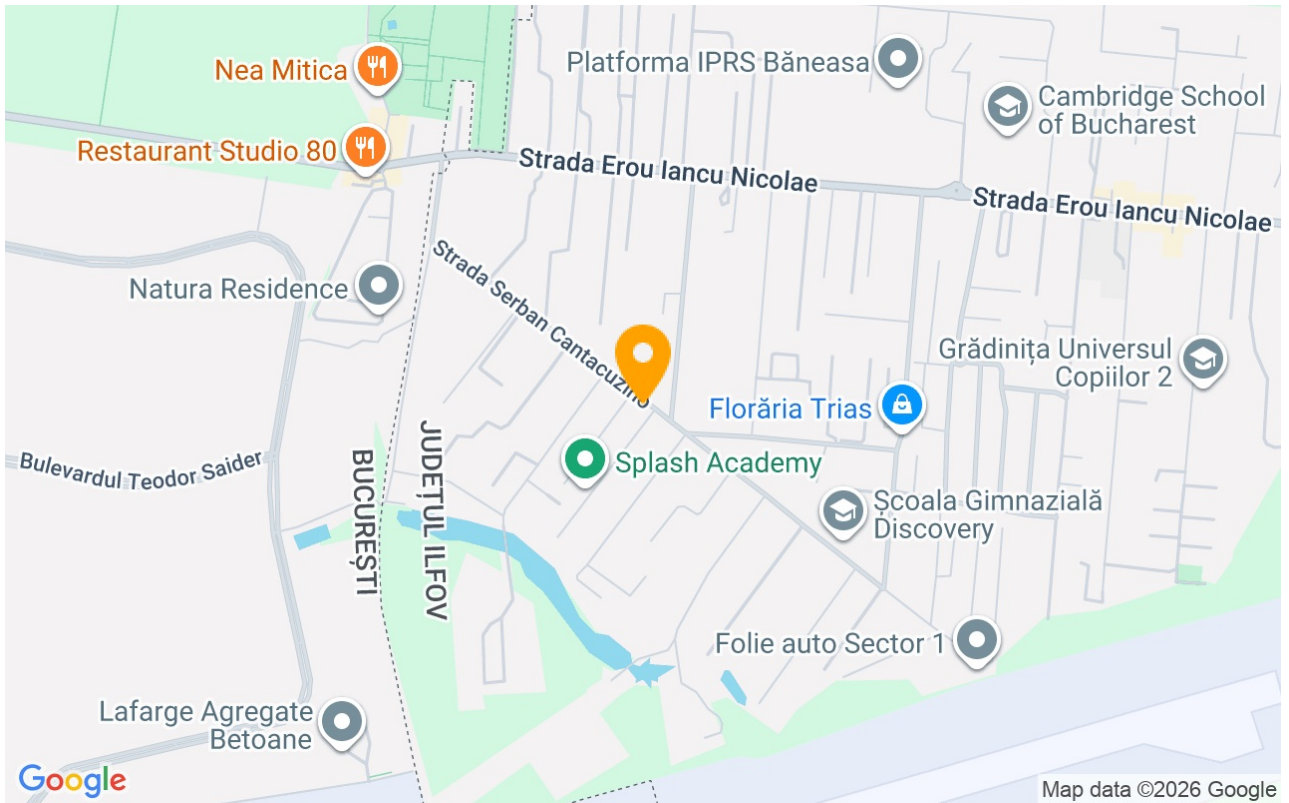 Nea Mitica
Platforma IPRS Băneasa
Cambridge School
of Bucharest
Restaurant Studio 80
Strada Erou Iancu Nicolae
Strada Erou Iancu Nicolae
Strada Serban Cantacuzino
Natura Residence
Grădinița Universul
Copiilor 2
Florăria Trias
Bulevardul Teodor Saider
BUCUREȘTI
JUDEȚUL ILFOV
Splash Academy
Școala Gimnazială
Discovery
Folie auto Sector 1
Lafarge Agregate
Betoane
Google
Map data ©2026 Google